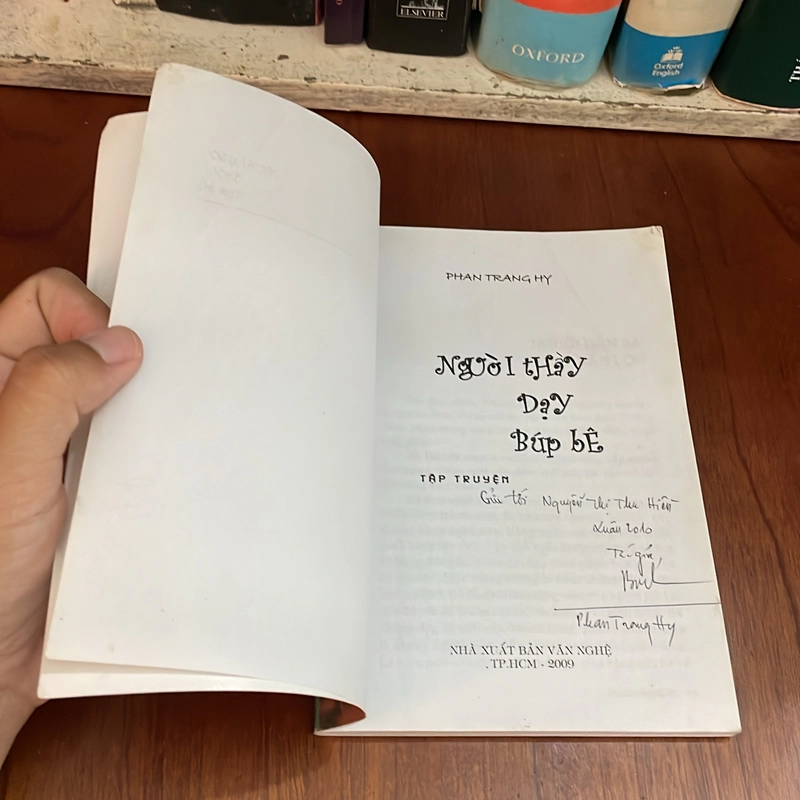 ELSEVIER
OXFORD
Oxford
English
PHAN TRANG HY
NGƯỜI tHầY
DạY
BÚP bÊ
TẬP TRUYỆN
Gửi tới Nguyễn Thị Thu Hiền
Xuân 2010
Tác giả,
Phan Trang Hy
NHÀ XUẤT BẢN VĂN NGHỆ
TP.HCM - 2009